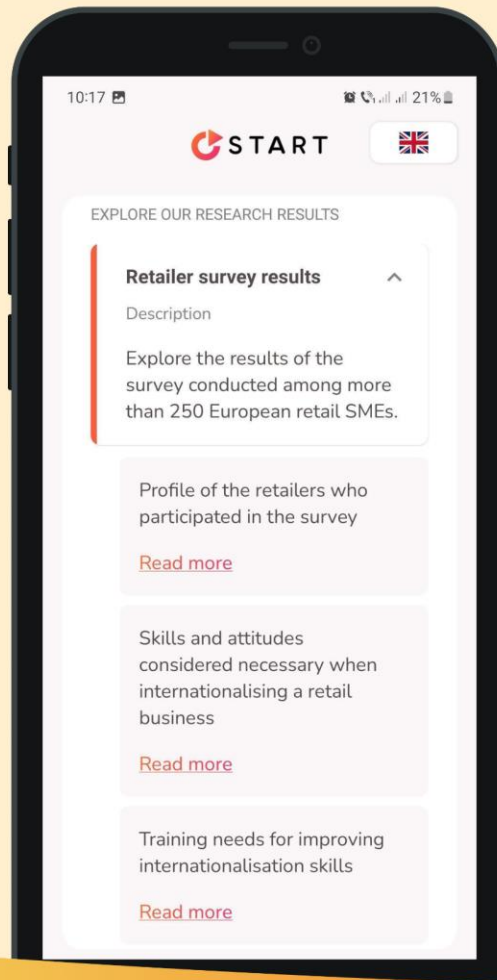 10:17
21%
START
EXPLORE OUR RESEARCH RESULTS
Retailer survey results
Description
Explore the results of the
survey conducted among more
than 250 European retail SMEs.
Profile of the retailers who
participated in the survey
Read more
Skills and attitudes
considered necessary when
internationalising a retail
business
Read more
Training needs for improving
internationalisation skills
Read more